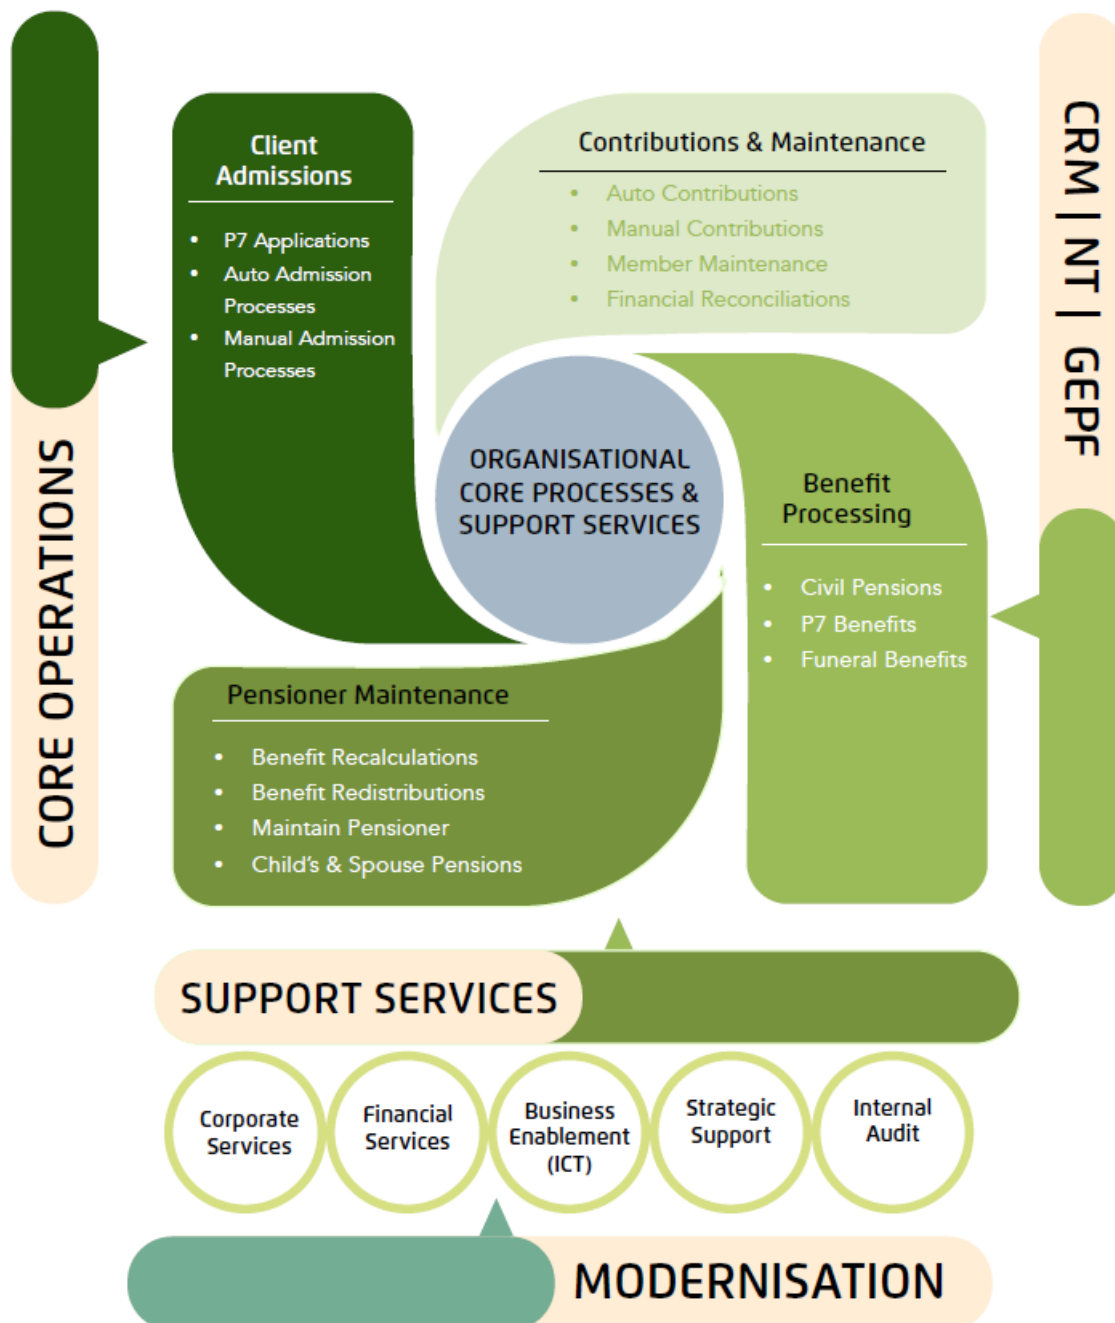 CORE OPERATIONS
Client
Admissions
• P7 Applications
• Auto Admission
Processes
• Manual Admission
Processes
Contributions & Maintenance
• Auto Contributions
• Manual Contributions
• Member Maintenance
• Financial Reconciliations
CRM | NT | GEPF
ORGANISATIONAL
CORE PROCESSES &
SUPPORT SERVICES
Benefit
Processing
• Civil Pensions
• P7 Benefits
• Funeral Benefits
Pensioner Maintenance
• Benefit Recalculations
• Benefit Redistributions
• Maintain Pensioner
• Child's & Spouse Pensions
SUPPORT SERVICES
Corporate
Services
Financial
Services
Business
Enablement
(ICT)
Strategic
Support
Internal
Audit
MODERNISATION